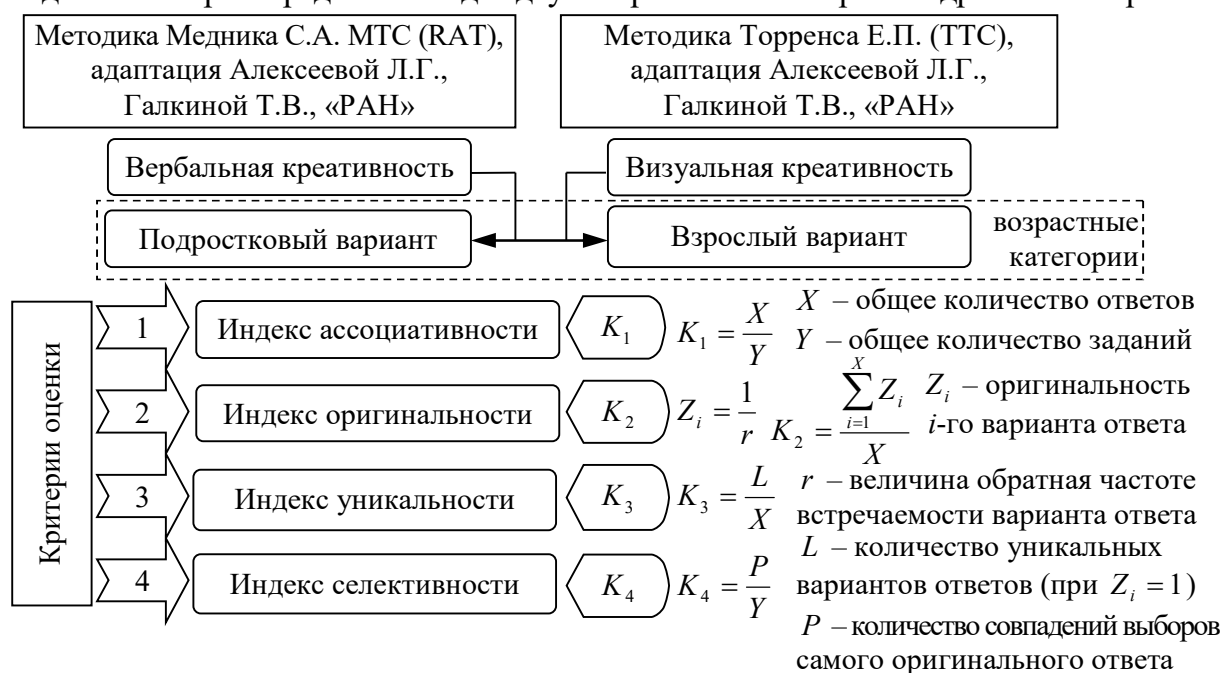 Методика Медника С.А. МТС (RAT),
адаптация Алексеевой Л.Г.,
Галкиной Т.В., «РАН»
Методика Торренса Е.П. (ТТС),
адаптация Алексеевой Л.Г.,
Галкиной Т.В., «РАН»
Вербальная креативность
Визуальная креативность
Подростковый вариант
Взрослый вариант
возрастные
категории
Критерии оценки
1
Индекс ассоциативности
K₁
K₁ = X/Y
X – общее количество ответов
Y – общее количество заданий
2
Индекс оригинальности
K₂
Zᵢ = 1/r
K₂ = ∑ᵢ₌₁ˣ Zᵢ / X
Zᵢ – оригинальность
i-го варианта ответа
3
Индекс уникальности
K₃
K₃ = L/X
r – величина обратная частоте
встречаемости варианта ответа
4
Индекс селективности
K₄
K₄ = P/Y
L – количество уникальных
вариантов ответов (при Zᵢ = 1)
P – количество совпадений выборов
самого оригинального ответа